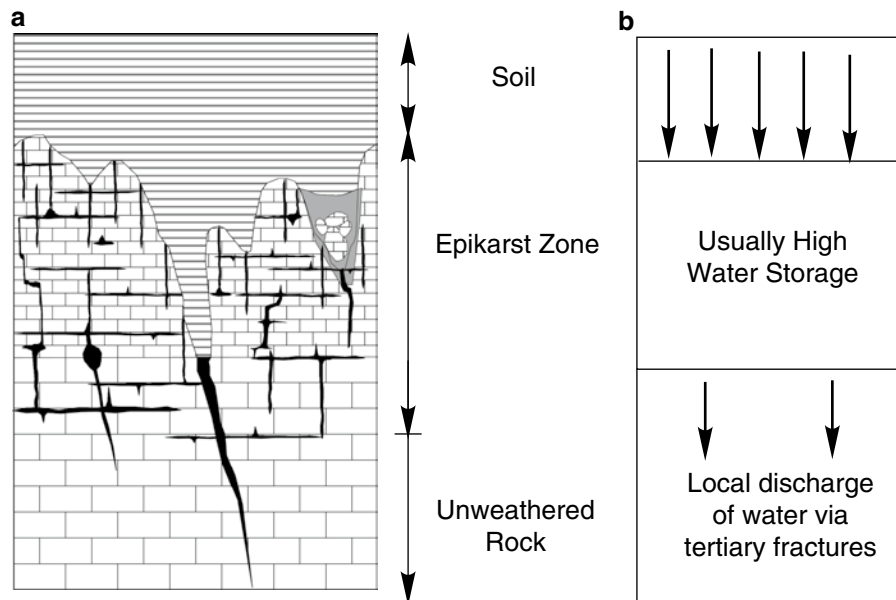 a
Soil
Epikarst Zone
Unweathered
Rock
b
Usually High
Water Storage
Local discharge
of water via
tertiary fractures